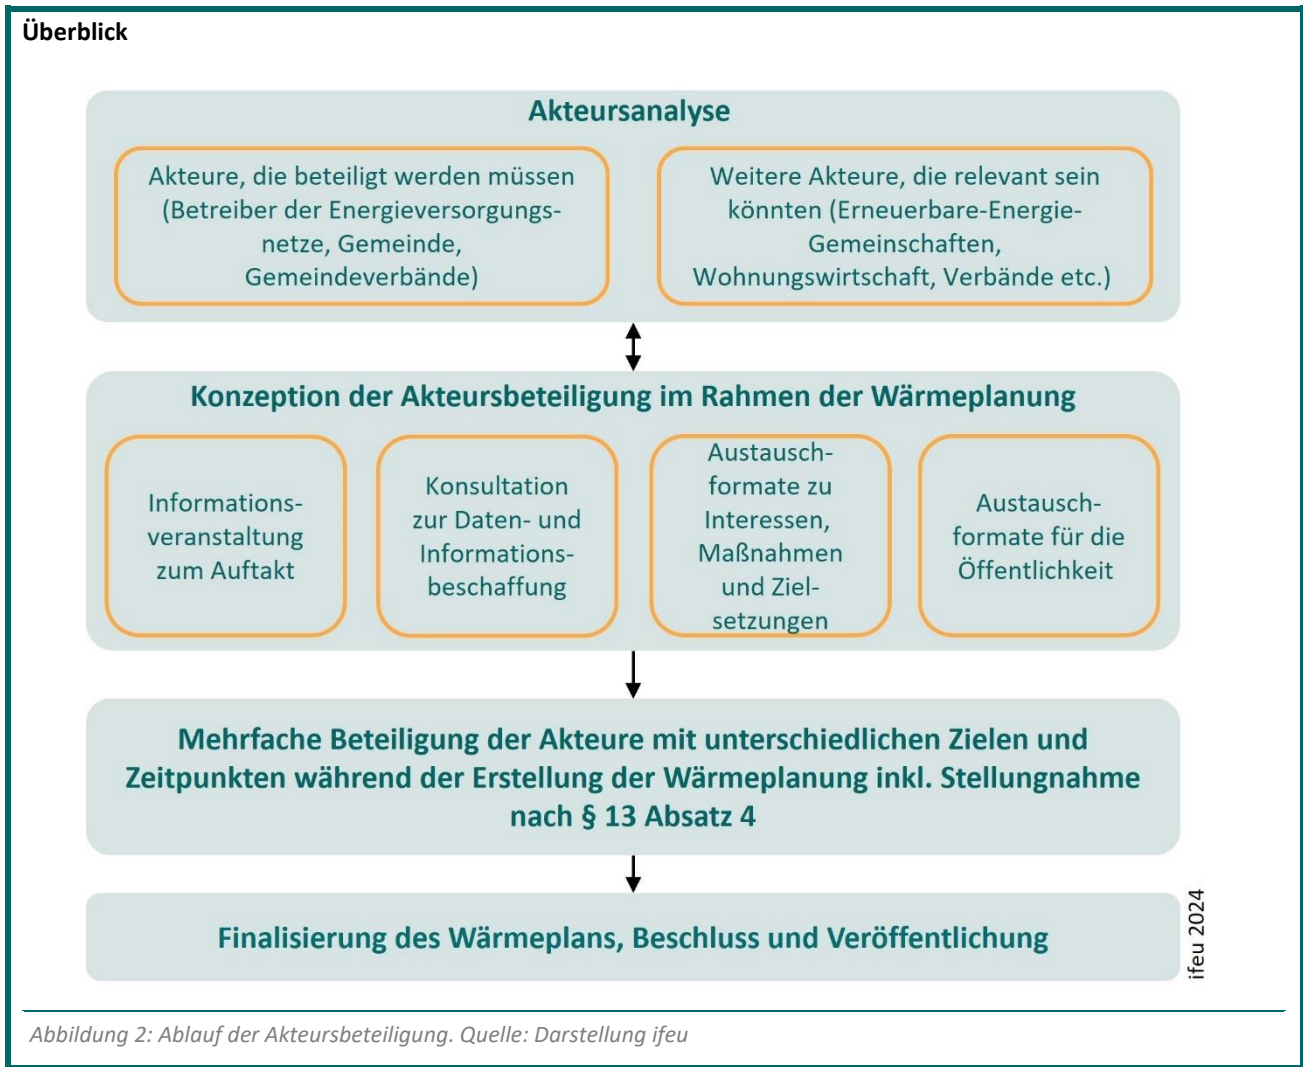 Überblick
Akteursanalyse
Akteure, die beteiligt werden müssen
(Betreiber der Energieversorgungs-
netze, Gemeinde,
Gemeindeverbände)
Weitere Akteure, die relevant sein
könnten (Erneuerbare-Energie-
Gemeinschaften,
Wohnungswirtschaft, Verbände etc.)
Konzeption der Akteursbeteiligung im Rahmen der Wärmeplanung
Informations-
veranstaltung
zum Auftakt
Konsultation
zur Daten- und
Informations-
beschaffung
Austausch-
formate zu
Interessen,
Maßnahmen
und Ziel-
setzungen
Austausch-
formate für die
Öffentlichkeit
Mehrfache Beteiligung der Akteure mit unterschiedlichen Zielen und
Zeitpunkten während der Erstellung der Wärmeplanung inkl. Stellungnahme
nach § 13 Absatz 4
Finalisierung des Wärmeplans, Beschluss und Veröffentlichung
ifeu 2024
Abbildung 2: Ablauf der Akteursbeteiligung. Quelle: Darstellung ifeu